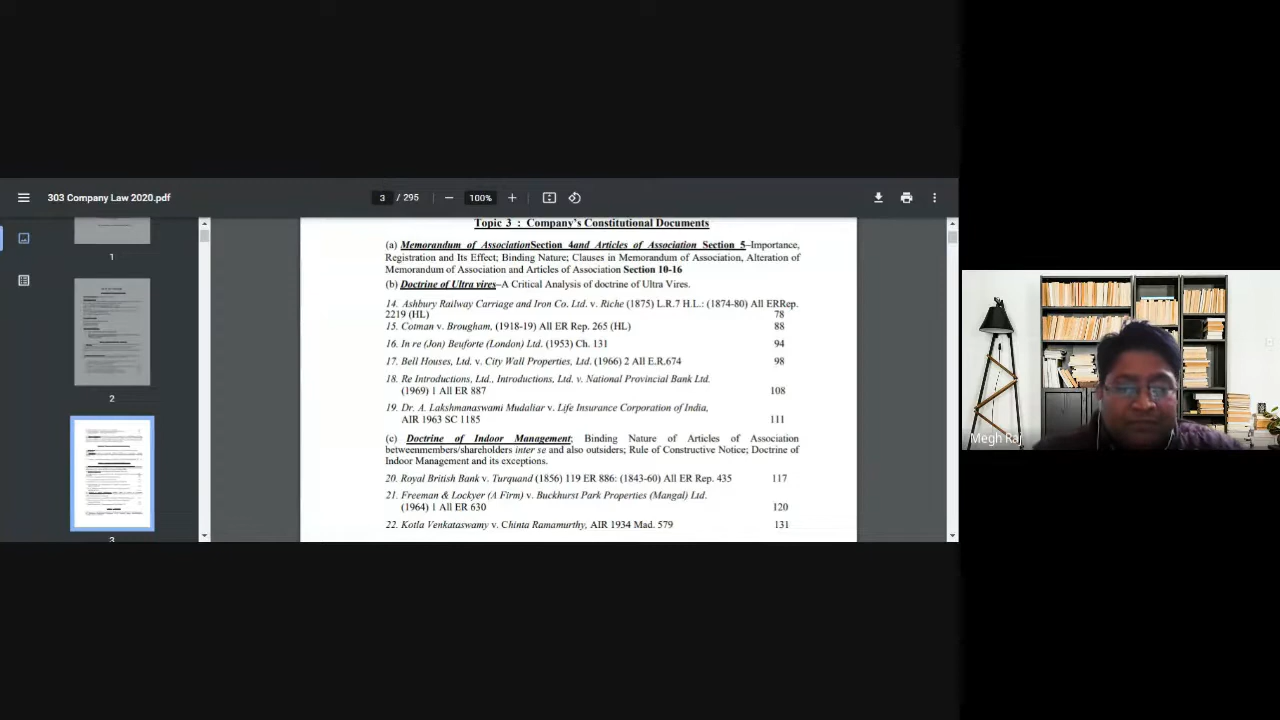 303 Company Law 2020.pdf
3 / 295
100%
1
2
3
Topic 3 : Company's Constitutional Documents
(a) Memorandum of AssociationSection 4and Articles of Association Section 5–Importance,
Registration and Its Effect; Binding Nature; Clauses in Memorandum of Association, Alteration of
Memorandum of Association and Articles of Association Section 10-16
(b) Doctrine of Ultra vires–A Critical Analysis of doctrine of Ultra Vires.
14. Ashbury Railway Carriage and Iron Co. Ltd. v. Riche (1875) L.R.7 H.L.: (1874-80) All ERRep.
2219 (HL) 78
15. Cotman v. Brougham, (1918-19) All ER Rep. 265 (HL) 88
16. In re (Jon) Beuforte (London) Ltd. (1953) Ch. 131 94
17. Bell Houses, Ltd. v. City Wall Properties, Ltd. (1966) 2 All E.R.674 98
18. Re Introductions, Ltd., Introductions, Ltd. v. National Provincial Bank Ltd.
(1969) 1 All ER 887 108
19. Dr. A. Lakshmanaswami Mudaliar v. Life Insurance Corporation of India,
AIR 1963 SC 1185 111
(c) Doctrine of Indoor Management; Binding Nature of Articles of Association
betweenmembers/shareholders inter se and also outsiders; Rule of Constructive Notice; Doctrine of
Indoor Management and its exceptions.
20. Royal British Bank v. Turquand (1856) 119 ER 886: (1843-60) All ER Rep. 435 117
21. Freeman & Lockyer (A Firm) v. Buckhurst Park Properties (Mangal) Ltd.
(1964) 1 All ER 630 120
22. Kotla Venkataswamy v. Chinta Ramamurthy, AIR 1934 Mad. 579 131
Megh Raj